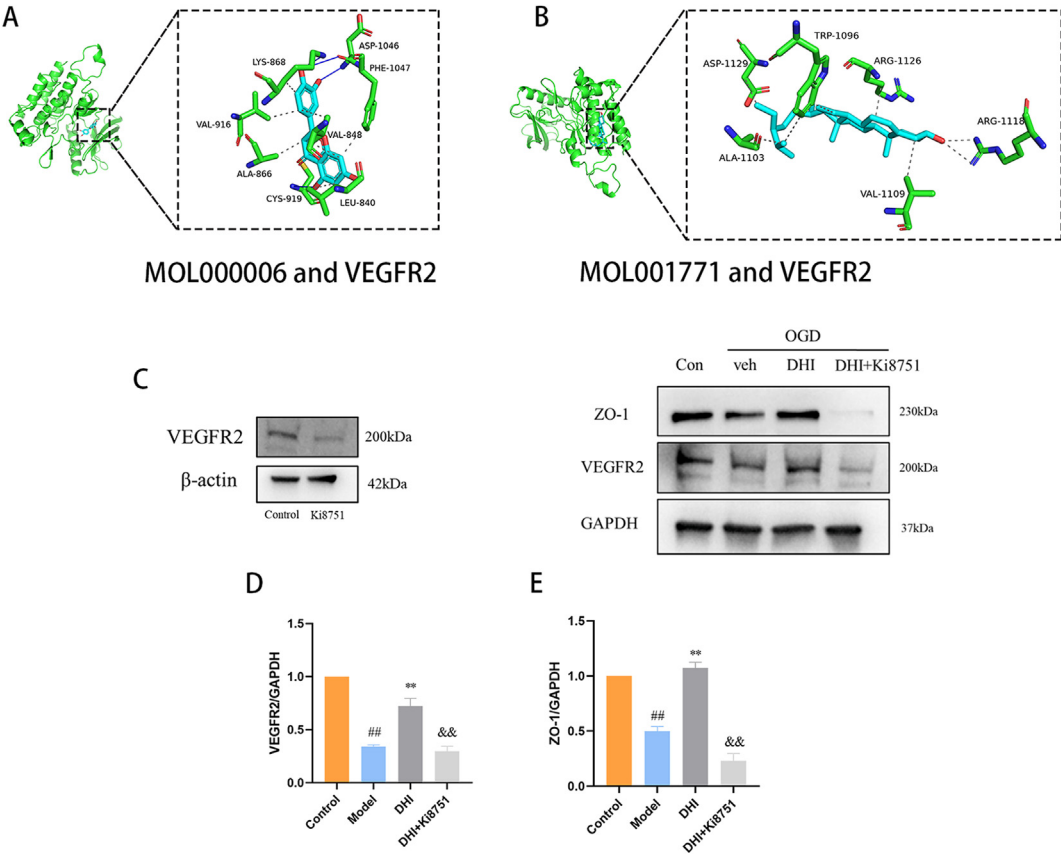 A
LYS-868
ASP-1046
PHE-1047
VAL-916
VAL-848
ALA-866
CYS-919
LEU-840
MOL000006 and VEGFR2
B
TRP-1096
ASP-1129
ARG-1126
ARG-1118
ALA-1103
VAL-1109
MOL001771 and VEGFR2
C
VEGFR2
200kDa
β-actin
42kDa
Control Ki8751
OGD
Con veh DHI DHI+Ki8751
ZO-1
230kDa
VEGFR2
200kDa
GAPDH
37kDa
D
VEGFR2/GAPDH
1.5
1.0
0.5
0.0
##
**
&&
Control
Model
DHI
DHI+Ki8751
E
ZO-1/GAPDH
1.5
1.0
0.5
0.0
##
**
&&
Control
Model
DHI
DHI+Ki8751